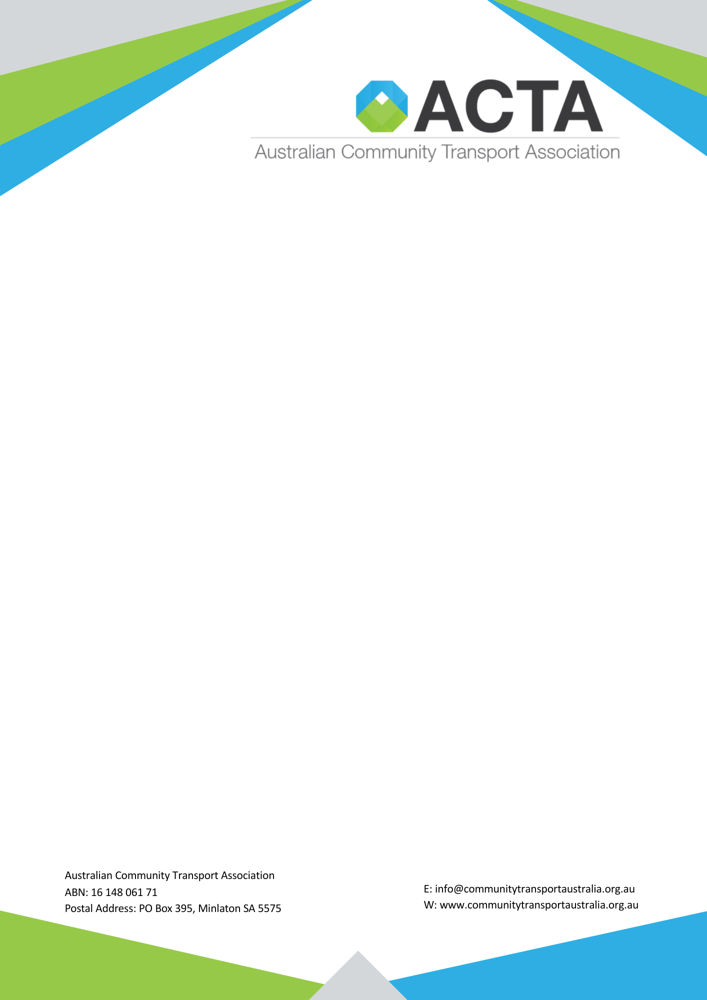 ACTA
Australian Community Transport Association
Australian Community Transport Association
ABN: 16 148 061 71
Postal Address: PO Box 395, Minlaton SA 5575
E: info@communitytransportaustralia.org.au
W: www.communitytransportaustralia.org.au